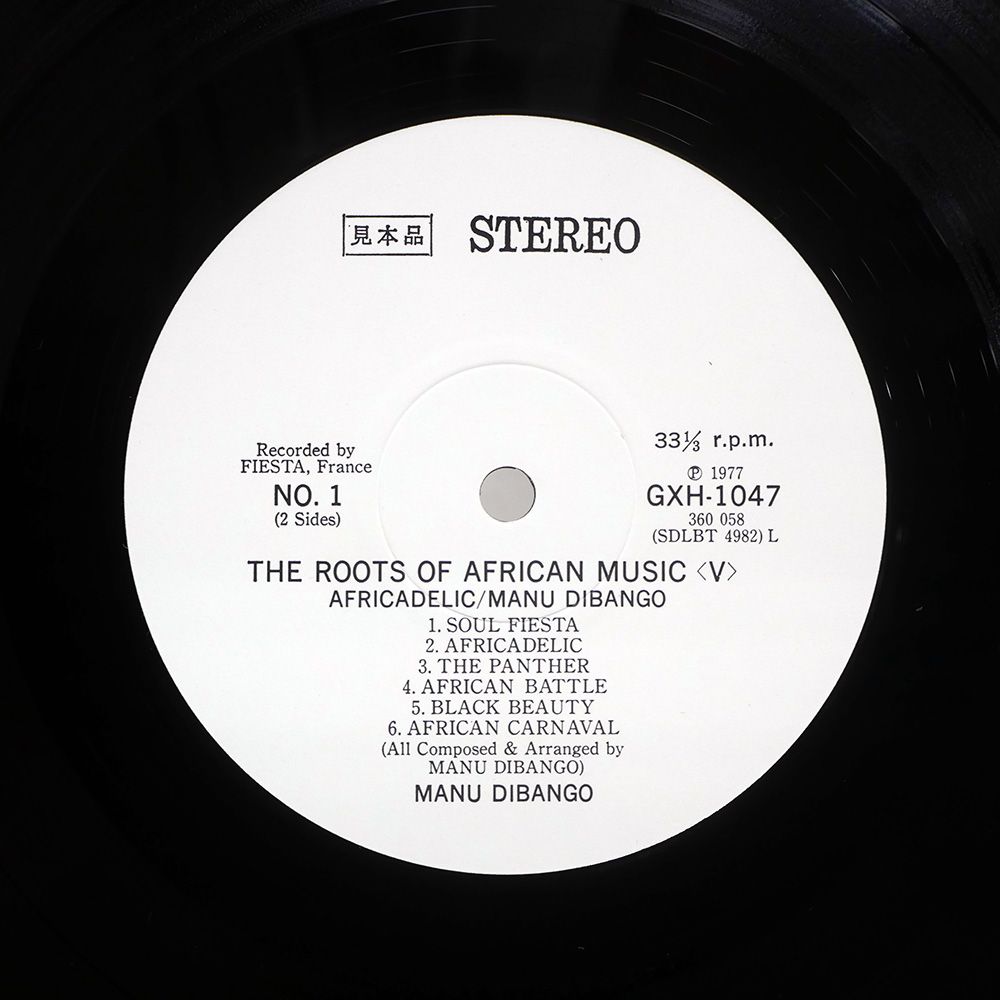 見本品 STEREO
Recorded by
FIESTA, France
NO. 1
(2 Sides)
33⅓ r.p.m.
℗ 1977
GXH-1047
360 058
(SDLBT 4982) L
THE ROOTS OF AFRICAN MUSIC 〈V〉
AFRICADELIC/MANU DIBANGO
1. SOUL FIESTA
2. AFRICADELIC
3. THE PANTHER
4. AFRICAN BATTLE
5. BLACK BEAUTY
6. AFRICAN CARNAVAL
(All Composed & Arranged by
MANU DIBANGO)
MANU DIBANGO